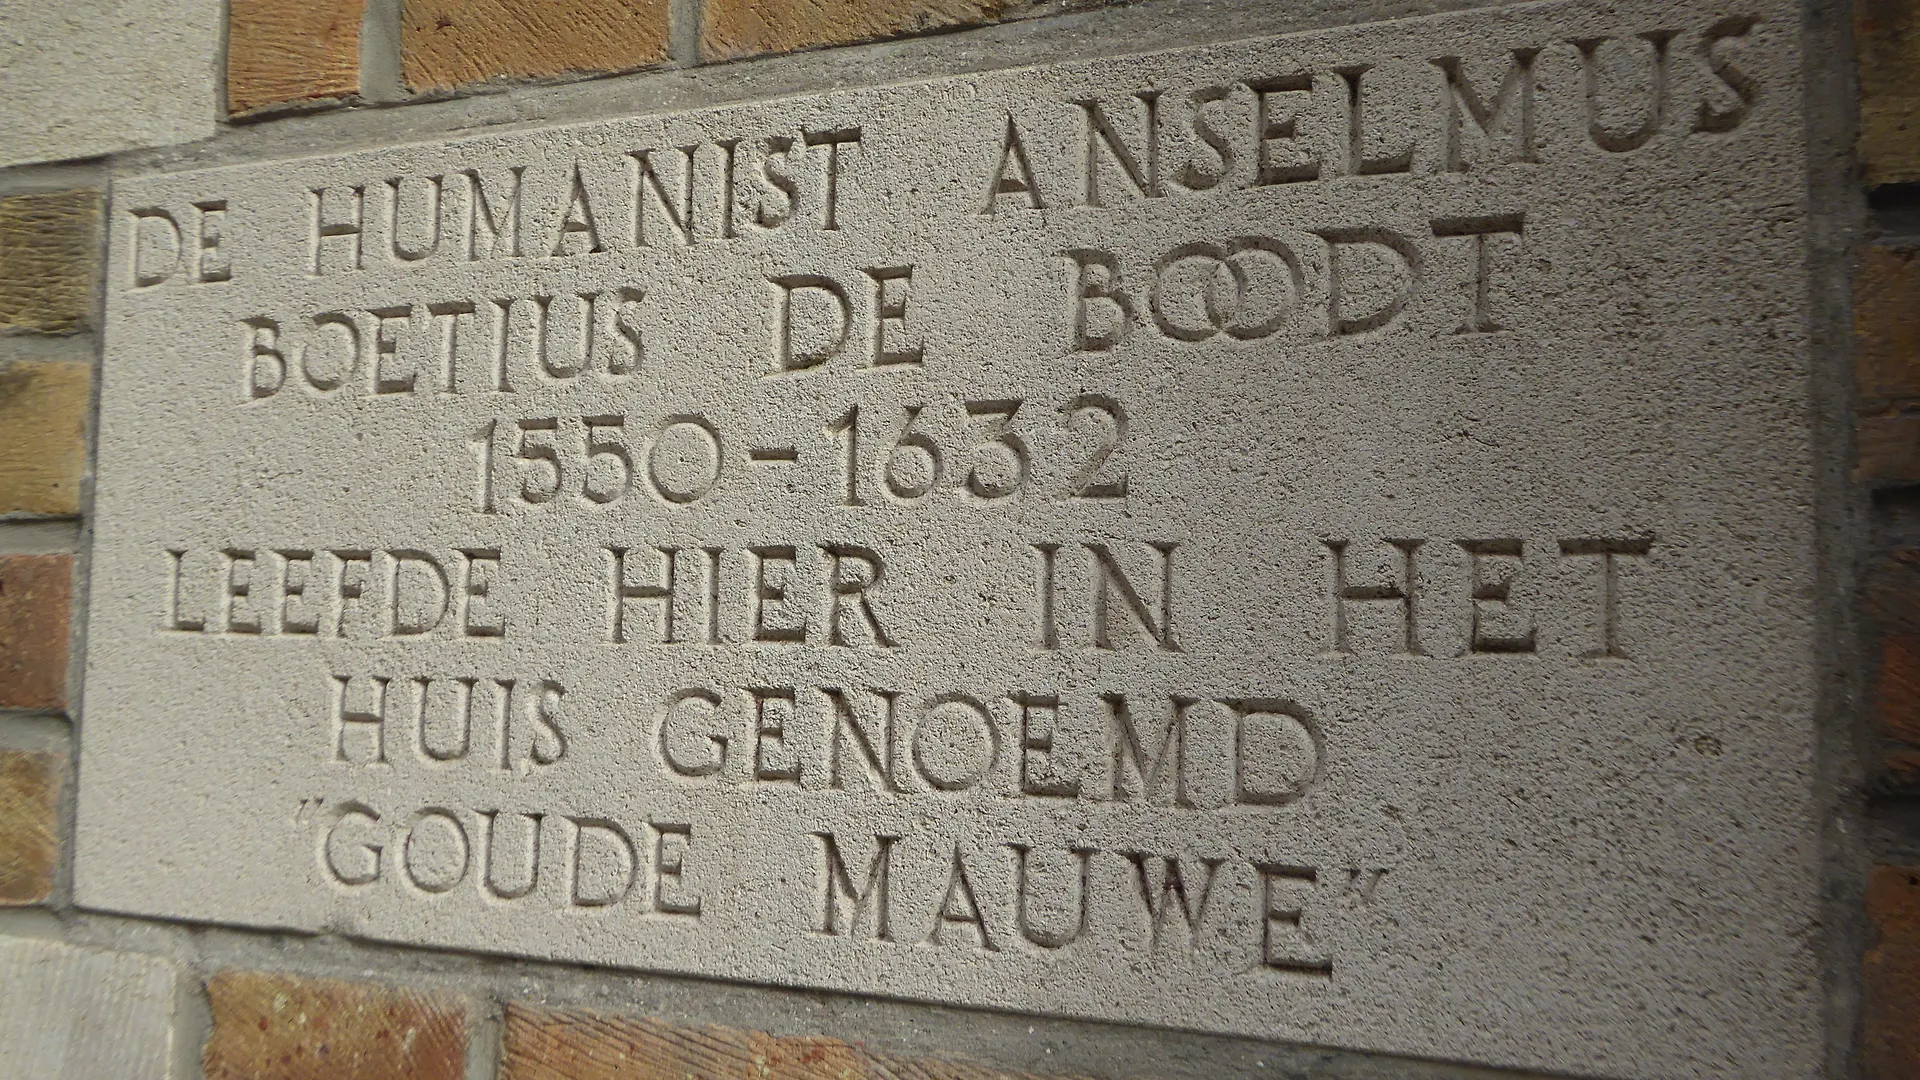 DE HUMANIST ANSELMUS
BOETIUS DE BOODT
1550-1632
LEEFDE HIER IN HET
HUIS GENOEMD
"GOUDE MAUWE"